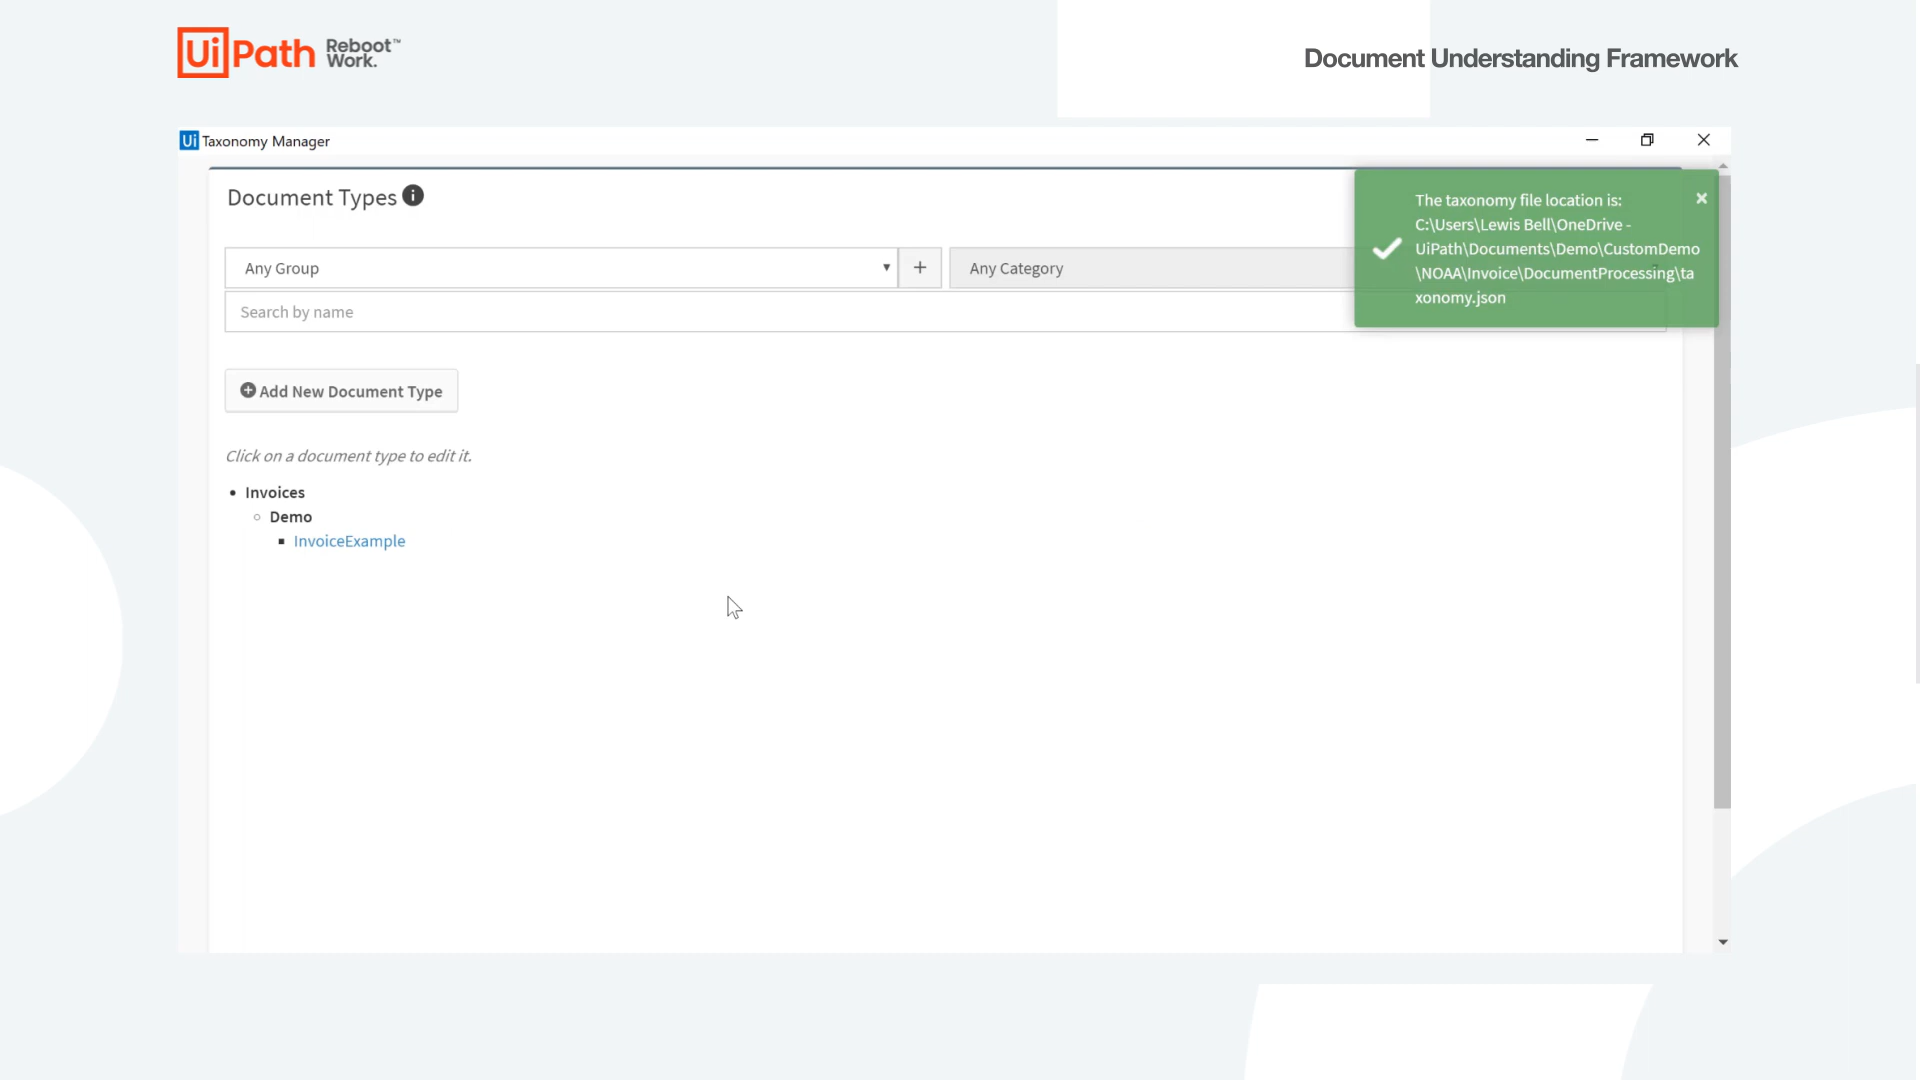 UiPath Reboot Work.™
Document Understanding Framework
Ui Taxonomy Manager
Document Types
The taxonomy file location is:
C:\Users\Lewis Bell\OneDrive -
UiPath\Documents\Demo\CustomDemo
\NOAA\Invoice\DocumentProcessing\ta
xonomy.json
Any Group
+
Any Category
Search by name
Add New Document Type
Click on a document type to edit it.
Invoices
Demo
InvoiceExample